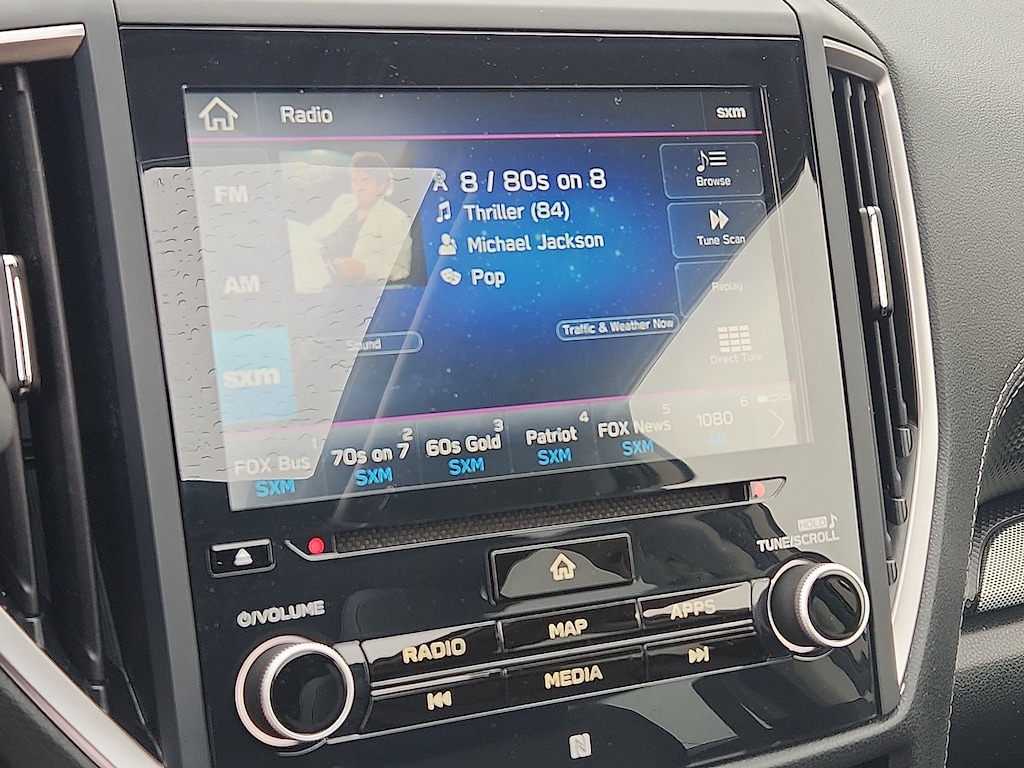 Radio
sxm
FM
8 / 80s on 8
Browse
Thriller (84)
Michael Jackson
Tune Scan
AM
Pop
Replay
Sound
Traffic & Weather Now
Direct Tune
sxm
1
FOX Bus
SXM
2
70s on 7
SXM
3
60s Gold
SXM
4
Patriot
SXM
5
FOX News
SXM
6
1080
AM
HOLD
TUNE/SCROLL
/VOLUME
RADIO
MAP
APPS
MEDIA
N